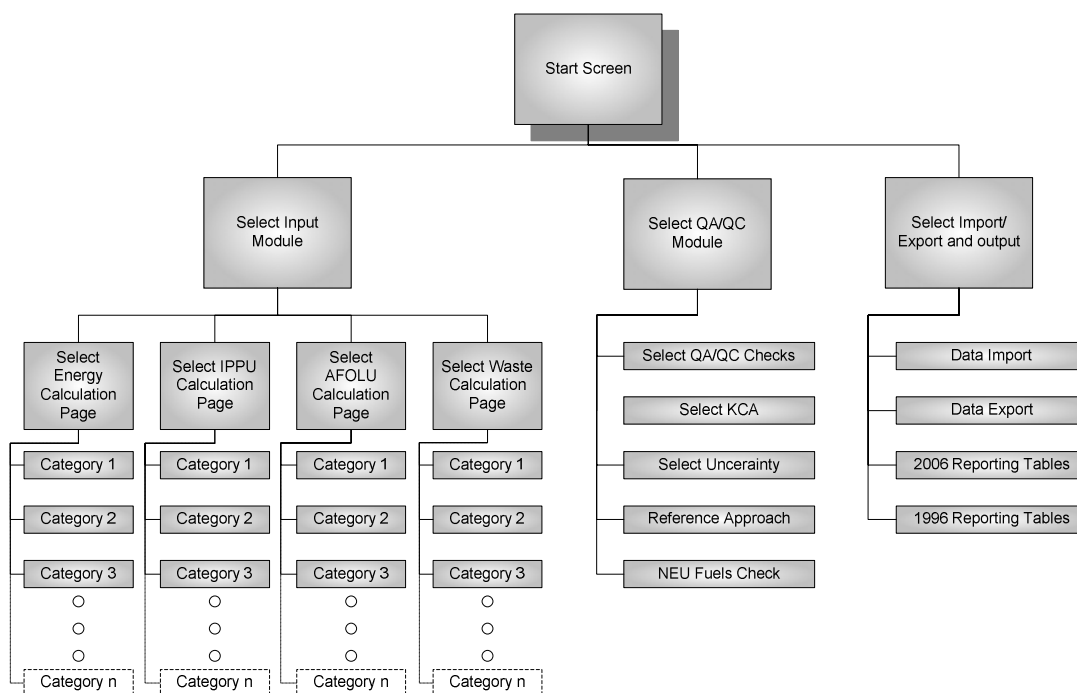 Start Screen
Select Input
Module
Select QA/QC
Module
Select Import/
Export and output
Select
Energy
Calculation
Page
Select IPPU
Calculation
Page
Select
AFOLU
Calculation
Page
Select Waste
Calculation
Page
Category 1
Category 2
Category 3
Category n
Category 1
Category 2
Category 3
Category n
Category 1
Category 2
Category 3
Category n
Category 1
Category 2
Category 3
Category n
Select QA/QC Checks
Select KCA
Select Uncerainty
Reference Approach
NEU Fuels Check
Data Import
Data Export
2006 Reporting Tables
1996 Reporting Tables